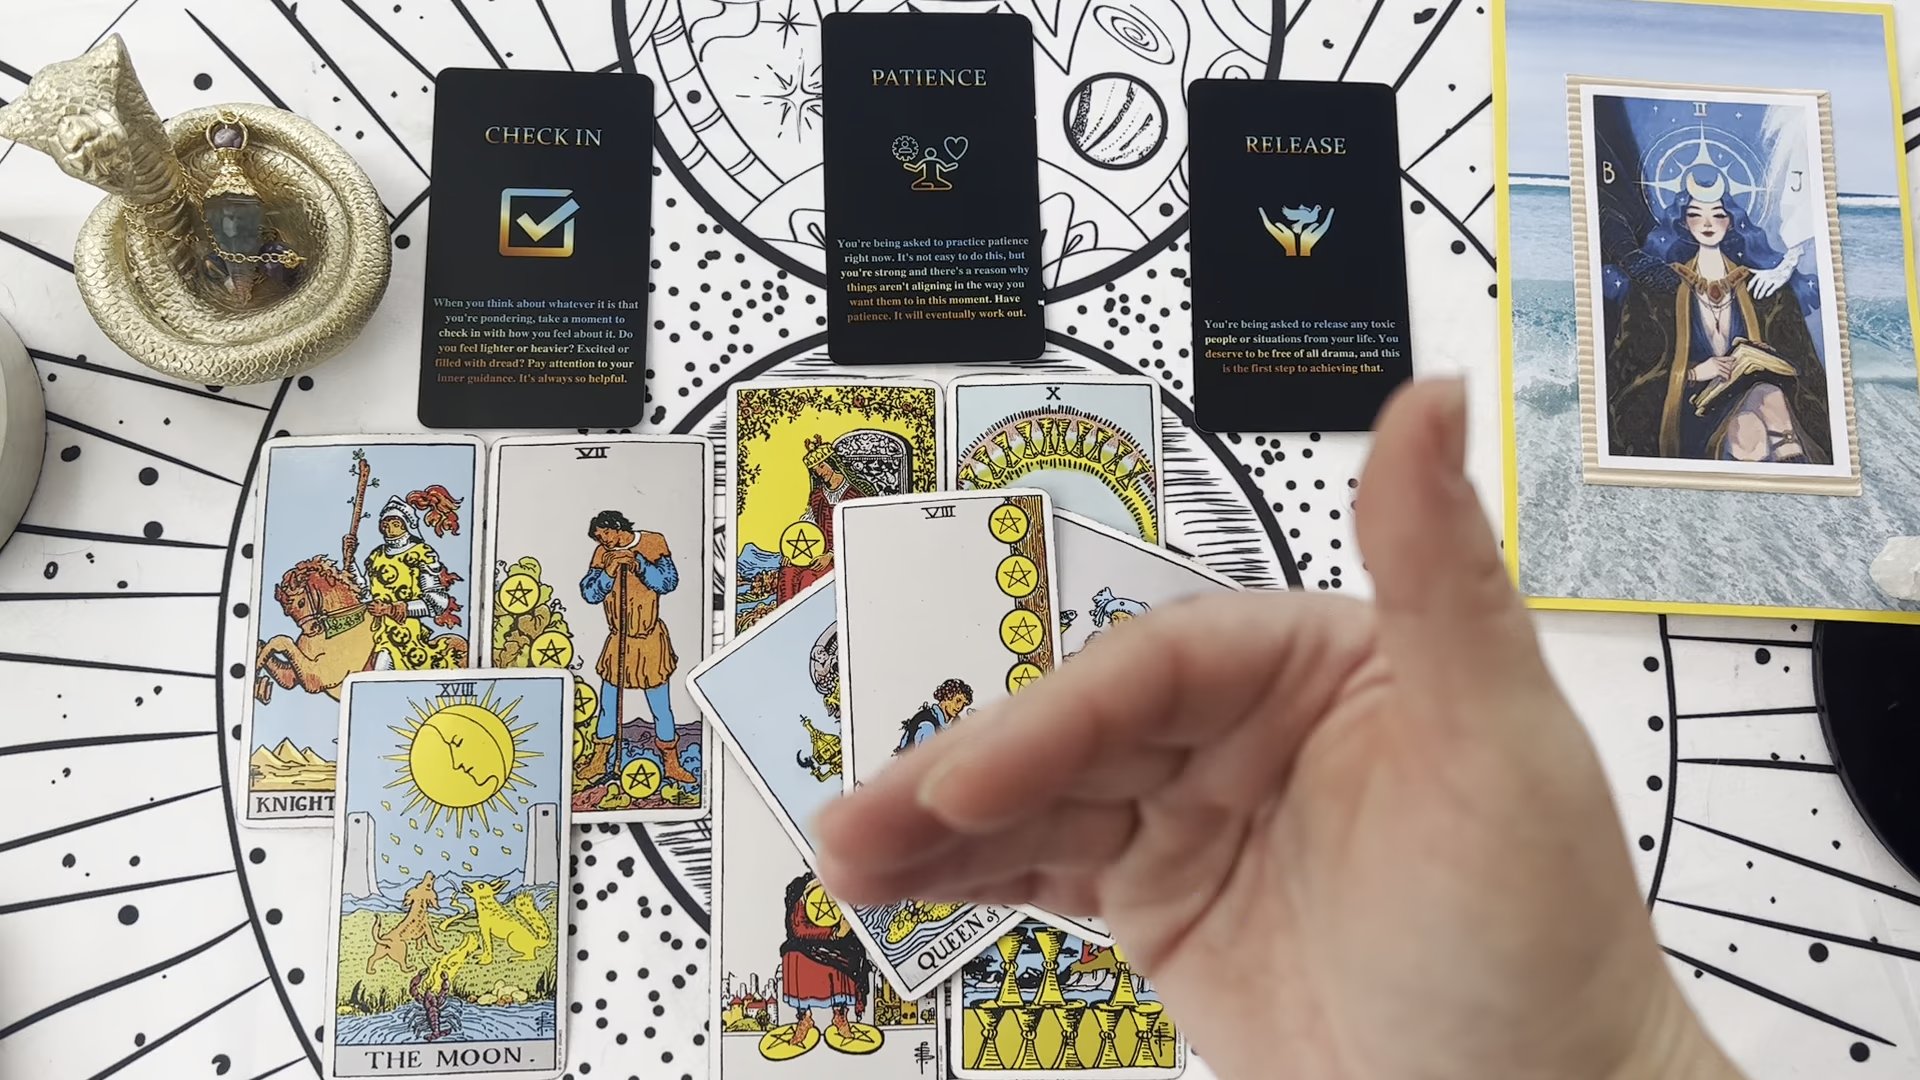 CHECK IN
When you think about whatever it is that
you're pondering, take a moment to
check in with how you feel about it. Do
you feel lighter or heavier? Excited or
filled with dread? Pay attention to your
inner guidance. It's always so helpful.
PATIENCE
You're being asked to practice patience
right now. It's not easy to do this, but
you're strong and there's a reason why
things aren't aligning in the way you
want them to in this moment. Have
patience. It will eventually work out.
RELEASE
You're being asked to release any toxic
people or situations from your life. You
deserve to be free of all drama, and this
is the first step to achieving that.
II
B
J
KNIGHT
VII
XVIII
THE MOON.
X
VIII
QUEEN of